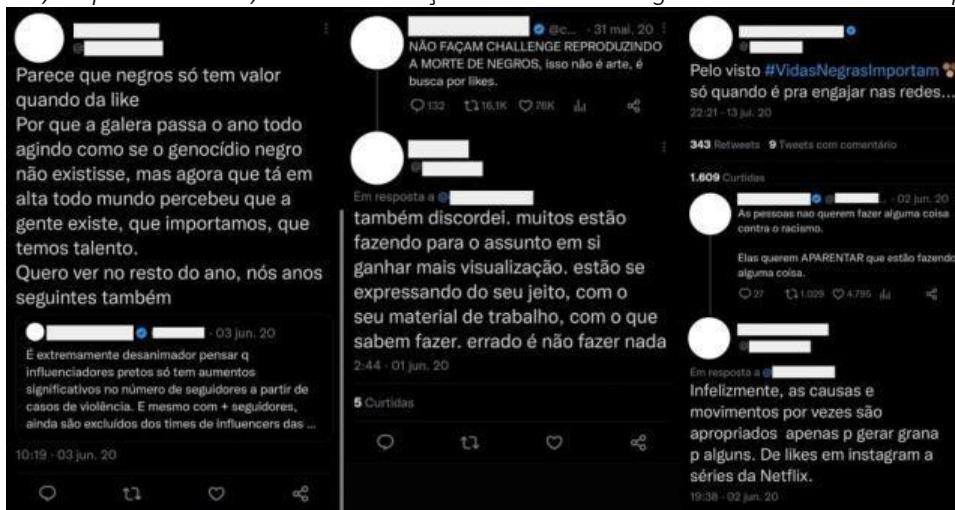 Parece que negros só tem valor
quando da like
Por que a galera passa o ano todo
agindo como se o genocídio negro
não existisse, mas agora que tá em
alta todo mundo percebeu que a
gente existe, que importamos, que
temos talento.
Quero ver no resto do ano, nós anos
seguintes também
· 03 jun. 20
É extremamente desanimador pensar q
influenciadores pretos só tem aumentos
significativos no número de seguidores a partir de
casos de violência. E mesmo com + seguidores,
ainda são excluídos dos times de influencers das ...
10:19 · 03 jun. 20
@c... · 31 mai. 20
NÃO FAÇAM CHALLENGE REPRODUZINDO
A MORTE DE NEGROS, isso não é arte, é
busca por likes.
132 16,1K 76K
Em resposta a @
também discordei. muitos estão
fazendo para o assunto em si
ganhar mais visualização. estão se
expressando do seu jeito, com o
seu material de trabalho, com o que
sabem fazer. errado é não fazer nada
2:44 · 01 jun. 20
5 Curtidas
Pelo visto #VidasNegrasImportam
só quando é pra engajar nas redes...
22:21 · 13 jul. 20
343 Retweets 9 Tweets com comentário
1.609 Curtidas
@ ... · 02 jun. 20
As pessoas nao querem fazer alguma coisa
contra o racismo.
Elas querem APARENTAR que estão fazendo
alguma coisa.
27 1.029 4.795
Em resposta a @
Infelizmente, as causas e
movimentos por vezes são
apropriados apenas p gerar grana
p alguns. De likes em instagram a
séries da Netflix.
19:38 · 02 jun. 20